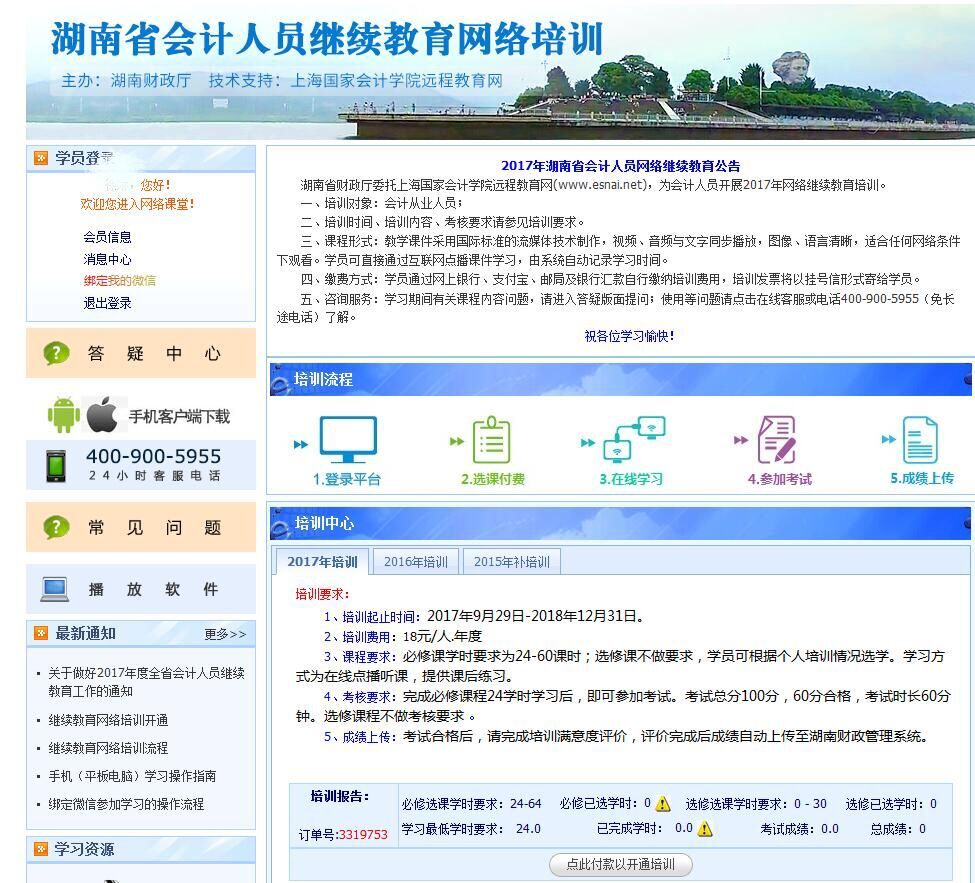 湖南省会计人员继续教育网络培训
主办：湖南财政厅 技术支持：上海国家会计学院远程教育网
学员登录
您好！
欢迎您进入网络课堂！
会员信息
消息中心
绑定我的微信
退出登录
答疑中心
手机客户端下载
400-900-5955
24小时客服电话
常见问题
播放软件
最新通知 更多>>
关于做好2017年度全省会计人员继续
教育工作的通知
继续教育网络培训开通
继续教育网络培训流程
手机（平板电脑）学习操作指南
绑定微信参加学习的操作流程
学习资源
2017年湖南省会计人员网络继续教育公告
湖南省财政厅委托上海国家会计学院远程教育网(www.esnai.net)，为会计人员开展2017年网络继续教育培训。
一、培训对象：会计从业人员；
二、培训时间、培训内容、考核要求请参见培训要求。
三、课程形式：教学课件采用国际标准的流媒体技术制作，视频、音频与文字同步播放，图像、语言清晰，适合任何网络条件
下观看。学员可直接通过互联网点播课件学习，由系统自动记录学习时间。
四、缴费方式：学员通过网上银行、支付宝、邮局及银行汇款自行缴纳培训费用，培训发票将以挂号信形式寄给学员。
五、咨询服务：学习期间有关课程内容问题，请进入答疑版面提问；使用等问题请点击在线客服或电话400-900-5955（免长
途电话）了解。
祝各位学习愉快！
培训流程
1.登录平台 2.选课付费 3.在线学习 4.参加考试 5.成绩上传
培训中心
2017年培训 2016年培训 2015年补培训
培训要求：
1、培训起止时间：2017年9月29日-2018年12月31日。
2、培训费用：18元/人.年度
3、课程要求：必修课学时要求为24-60课时；选修课不做要求，学员可根据个人培训情况选学。学习方
式为在线点播听课，提供课后练习。
4、考核要求：完成必修课程24学时学习后，即可参加考试。考试总分100分，60分合格，考试时长60分
钟。选修课程不做考核要求 。
5、成绩上传：考试合格后，请完成培训满意度评价，评价完成后成绩自动上传至湖南财政管理系统。
培训报告：
订单号:3319753
必修选课学时要求：24-64 必修已选学时：0 选修选课学时要求：0 - 30 选修已选学时：0
学习最低学时要求： 24.0 已完成学时： 0.0 考试成绩：0.0 总成绩：0
点此付款以开通培训